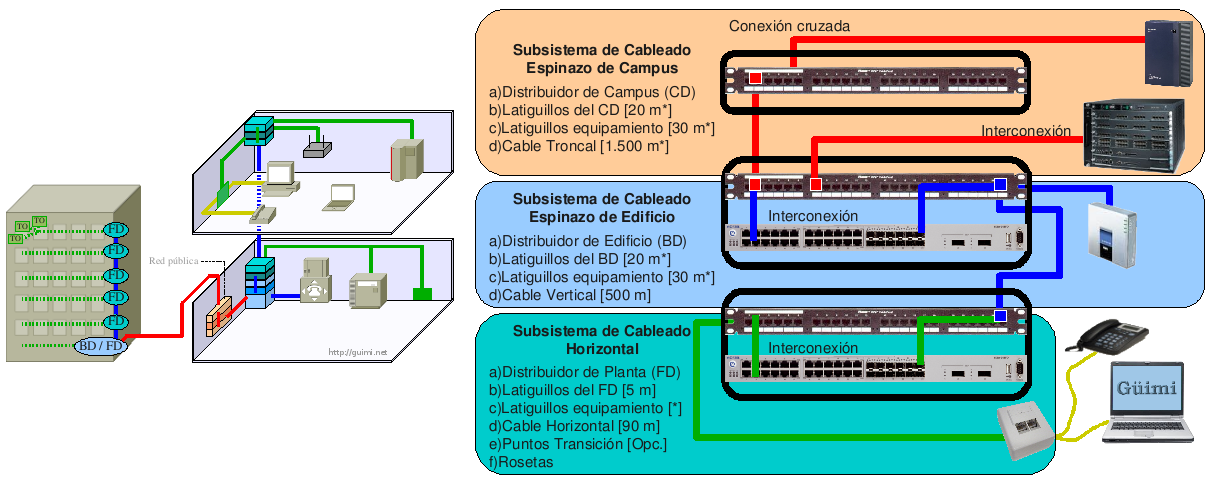 TO
TO
TO
FD
FD
FD
FD
FD
BD / FD
Red pública
http://guimi.net
Subsistema de Cableado
Espinazo de Campus
a)Distribuidor de Campus (CD)
b)Latiguillos del CD [20 m*]
c)Latiguillos equipamiento [30 m*]
d)Cable Troncal [1.500 m*]
Conexión cruzada
Interconexión
Subsistema de Cableado
Espinazo de Edificio
a)Distribuidor de Edificio (BD)
b)Latiguillos del BD [20 m*]
c)Latiguillos equipamiento [30 m*]
d)Cable Vertical [500 m]
Interconexión
Subsistema de Cableado
Horizontal
a)Distribuidor de Planta (FD)
b)Latiguillos del FD [5 m]
c)Latiguillos equipamiento [*]
d)Cable Horizontal [90 m]
e)Puntos Transición [Opc.]
f)Rosetas
Interconexión
Güimi